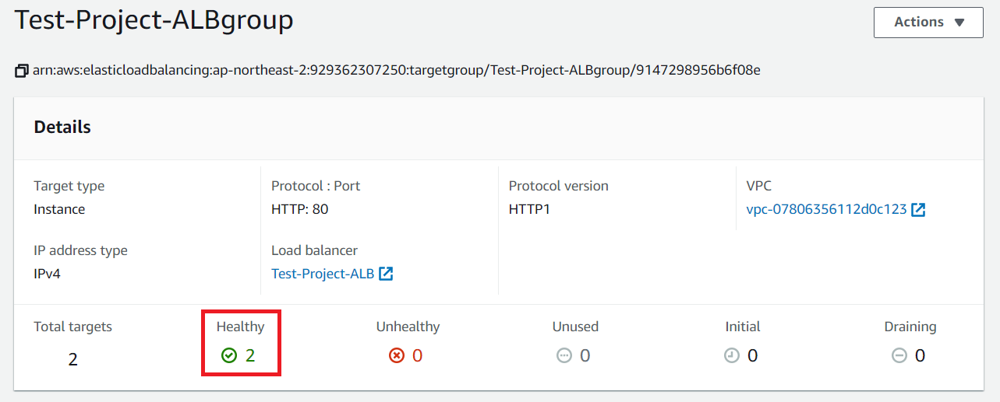 Test-Project-ALBgroup
Actions
arn:aws:elasticloadbalancing:ap-northeast-2:929362307250:targetgroup/Test-Project-ALBgroup/9147298956b6f08e
Details
Target type
Instance
Protocol : Port
HTTP: 80
Protocol version
HTTP1
VPC
vpc-07806356112d0c123
IP address type
IPv4
Load balancer
Test-Project-ALB
Total targets
2
Healthy
2
Unhealthy
0
Unused
0
Initial
0
Draining
0